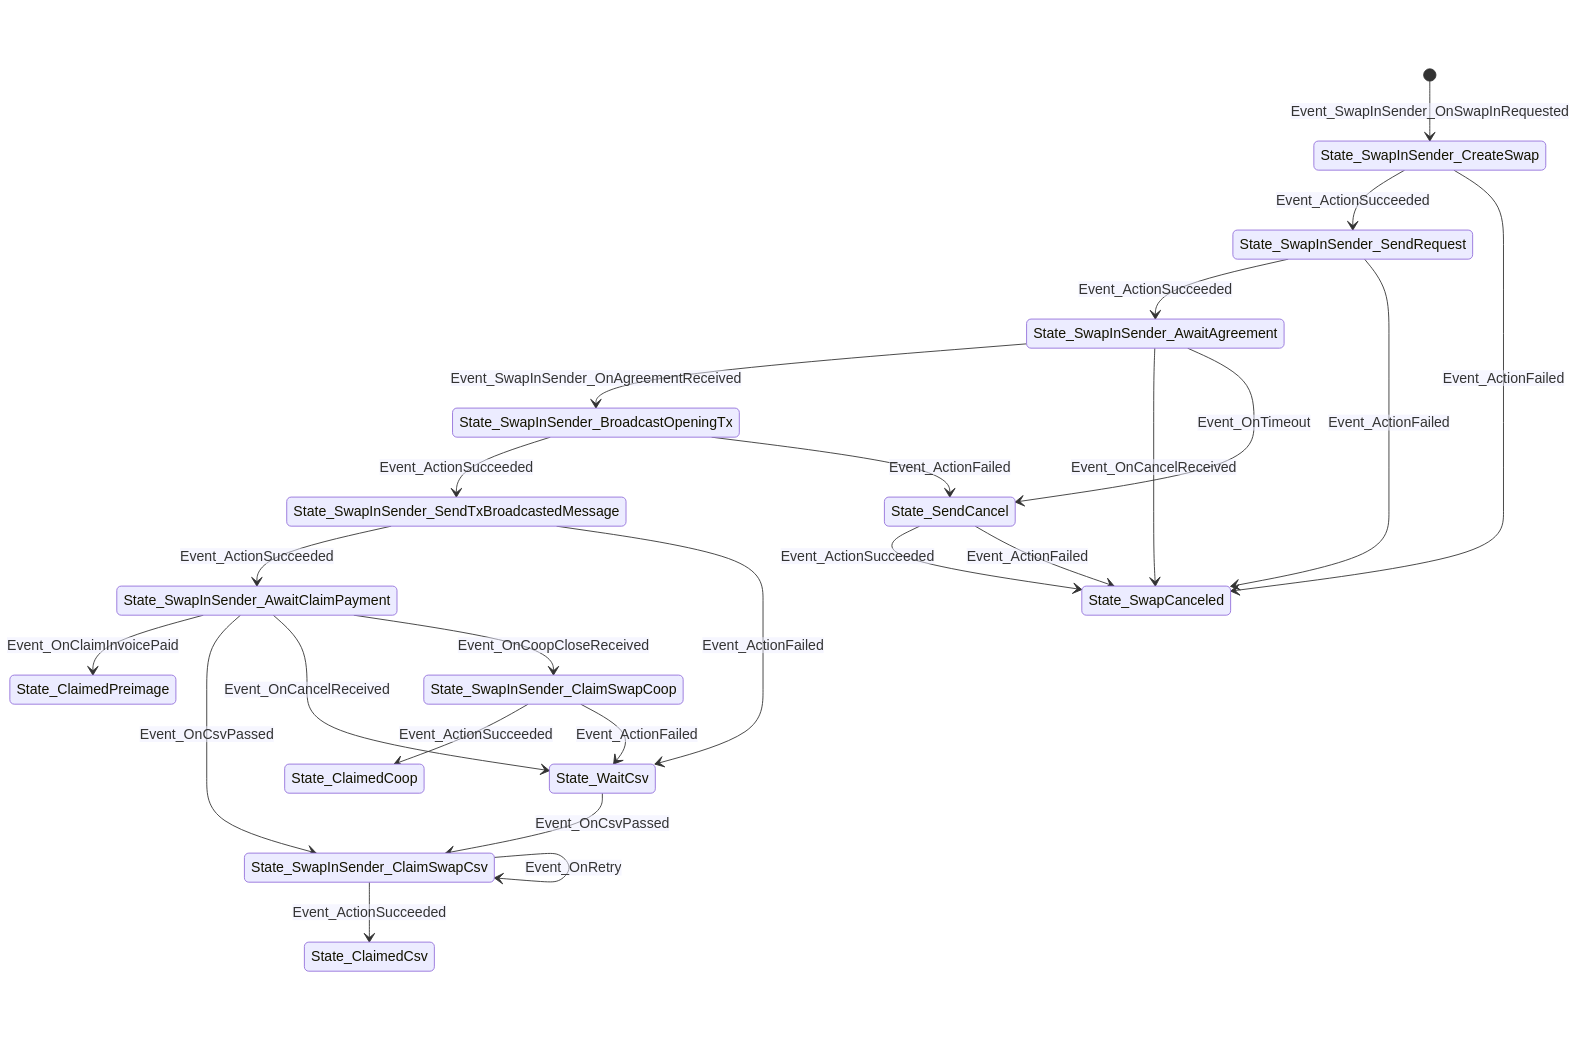 Event_SwapInSender_OnSwapInRequested
State_SwapInSender_CreateSwap
Event_ActionSucceeded
State_SwapInSender_SendRequest
Event_ActionSucceeded
State_SwapInSender_AwaitAgreement
Event_SwapInSender_OnAgreementReceived
Event_ActionFailed
State_SwapInSender_BroadcastOpeningTx
Event_OnTimeout
Event_ActionFailed
Event_ActionSucceeded
Event_ActionFailed
Event_OnCancelReceived
State_SwapInSender_SendTxBroadcastedMessage
State_SendCancel
Event_ActionSucceeded
Event_ActionSucceeded
Event_ActionFailed
State_SwapInSender_AwaitClaimPayment
State_SwapCanceled
Event_OnClaimInvoicePaid
Event_OnCoopCloseReceived
Event_ActionFailed
State_ClaimedPreimage
Event_OnCancelReceived
State_SwapInSender_ClaimSwapCoop
Event_OnCsvPassed
Event_ActionSucceeded
Event_ActionFailed
State_ClaimedCoop
State_WaitCsv
Event_OnCsvPassed
State_SwapInSender_ClaimSwapCsv
Event_OnRetry
Event_ActionSucceeded
State_ClaimedCsv